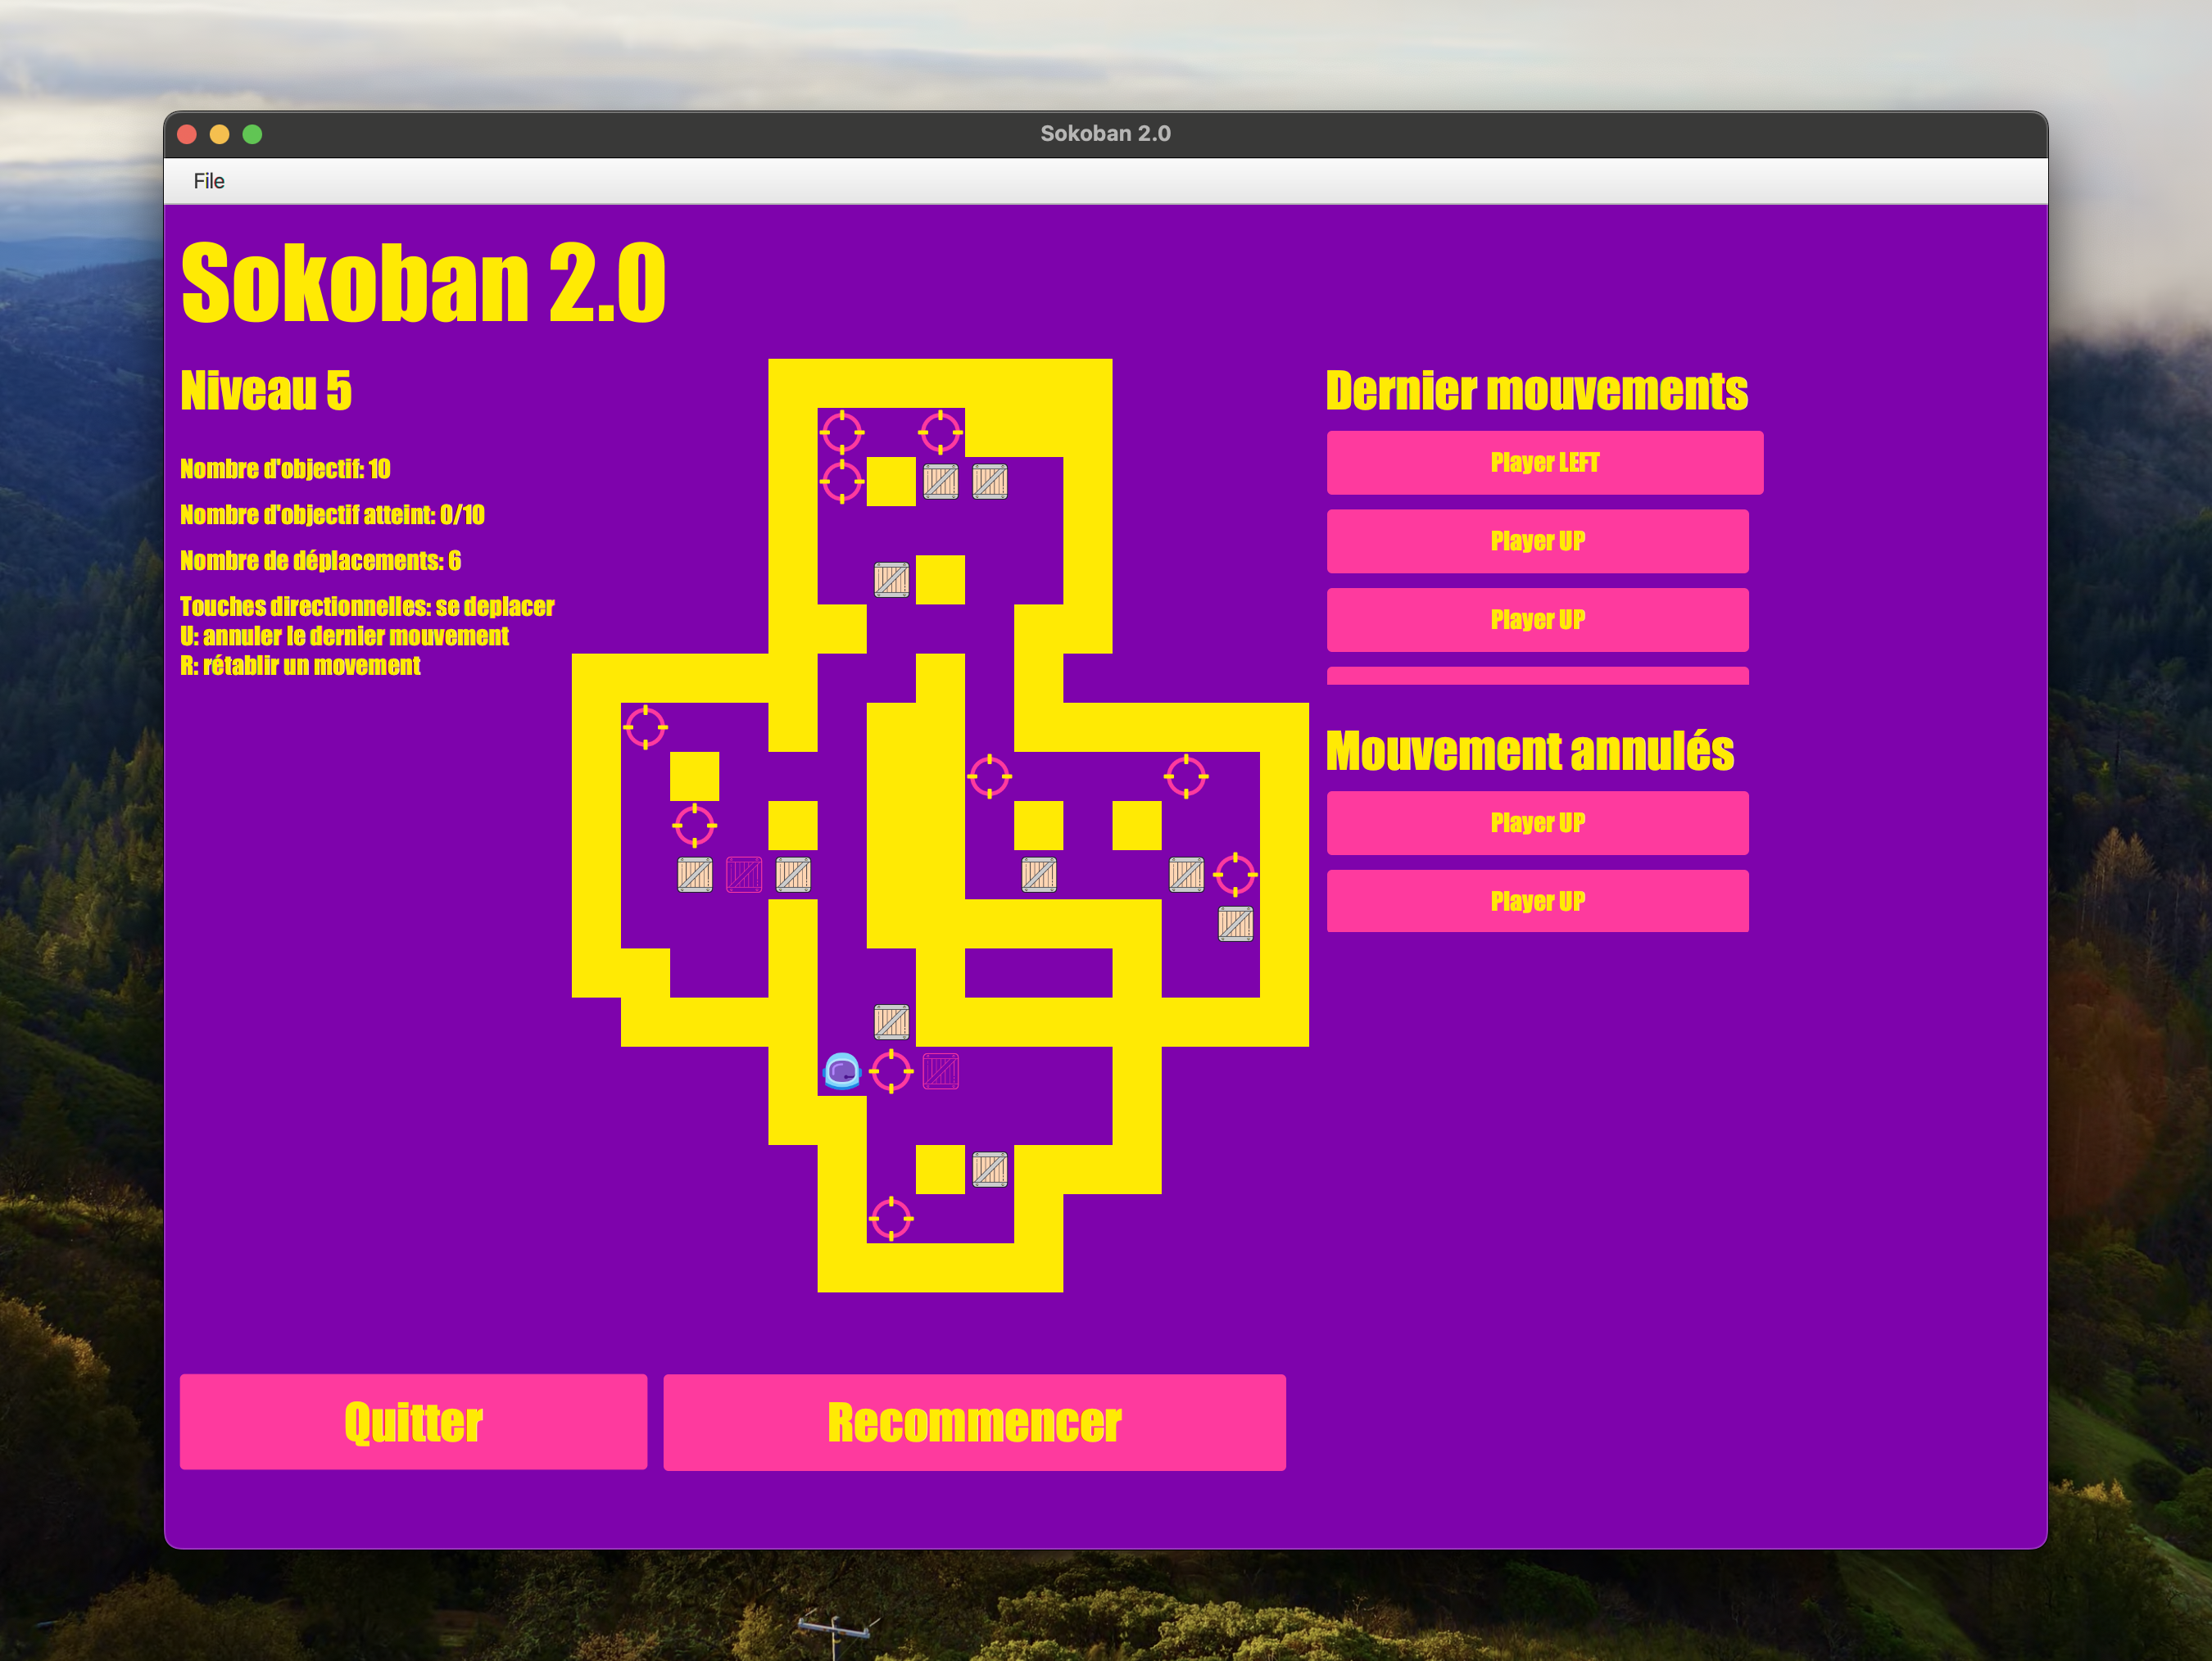 Sokoban 2.0
File
Sokoban 2.0
Niveau 5
Nombre d'objectif: 10
Nombre d'objectif atteint: 0/10
Nombre de déplacements: 6
Touches directionnelles: se deplacer
U: annuler le dernier mouvement
R: rétablir un movement
Dernier mouvements
Player LEFT
Player UP
Player UP
Mouvement annulés
Player UP
Player UP
Quitter
Recommencer